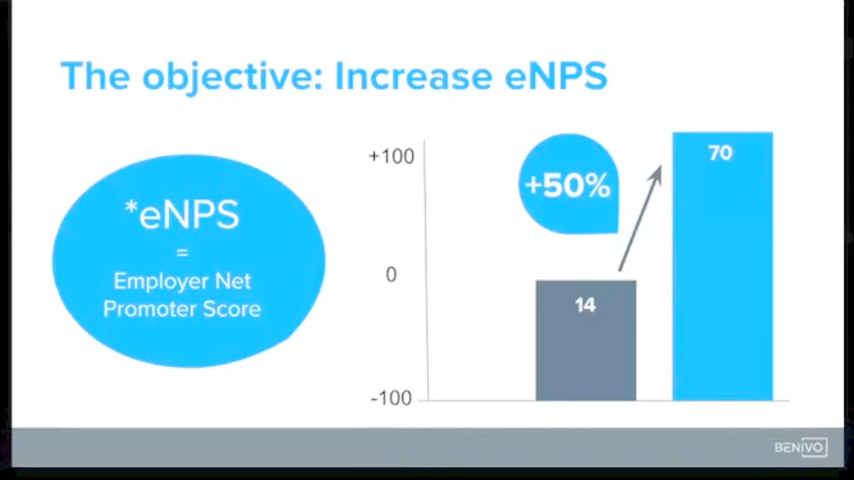 The objective: Increase eNPS
*eNPS
=
Employer Net
Promoter Score
+100
0
-100
+50%
14
70
BENIVO